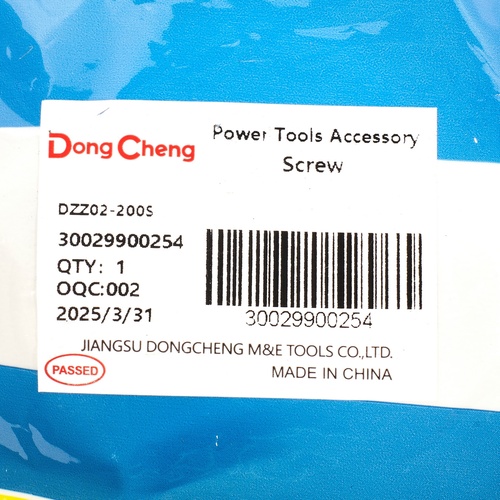 Dong Cheng
Power Tools Accessory
Screw
DZZ02-200S
30029900254
QTY: 1
OQC:002
2025/3/31
30029900254
JIANGSU DONGCHENG M&E TOOLS CO.,LTD.
PASSED
MADE IN CHINA